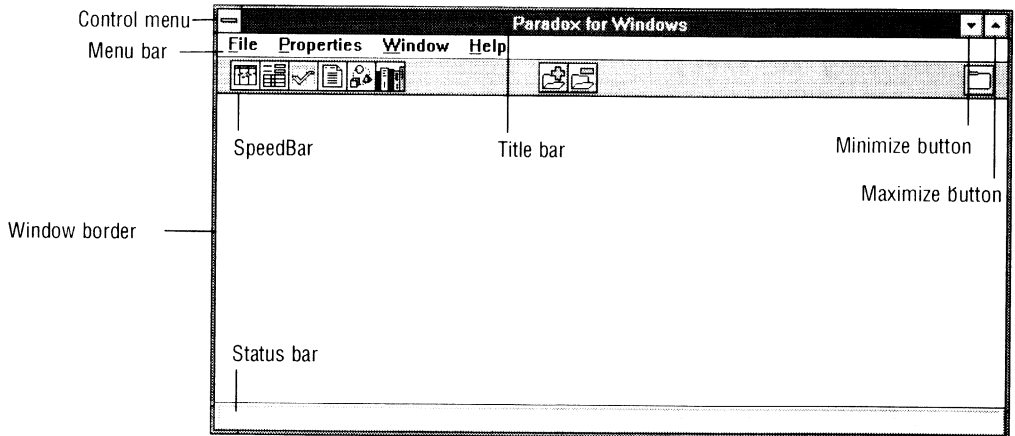 Control menu
Paradox for Windows
Menu bar
File Properties Window Help
SpeedBar
Title bar
Minimize button
Maximize button
Window border
Status bar